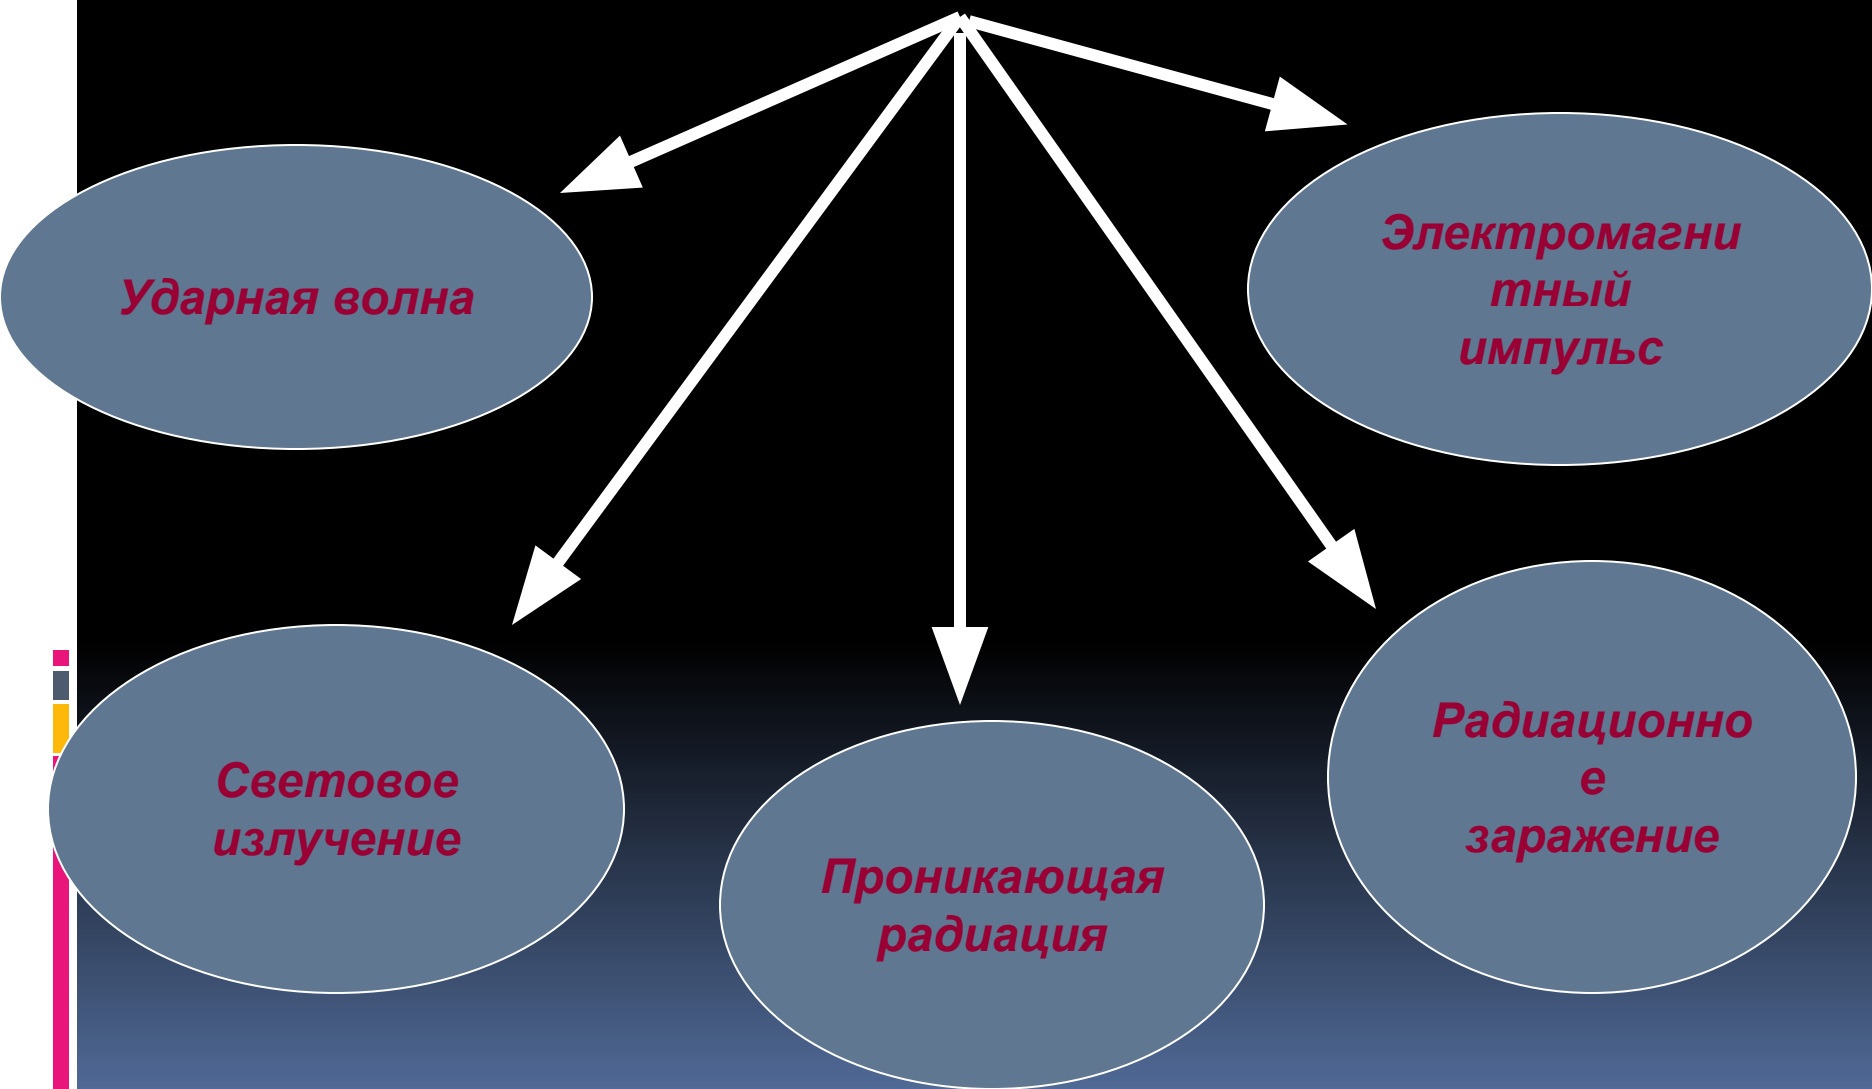 Ударная волна
Электромагни
тный
импульс
Световое
излучение
Проникающая
радиация
Радиационно
е
заражение